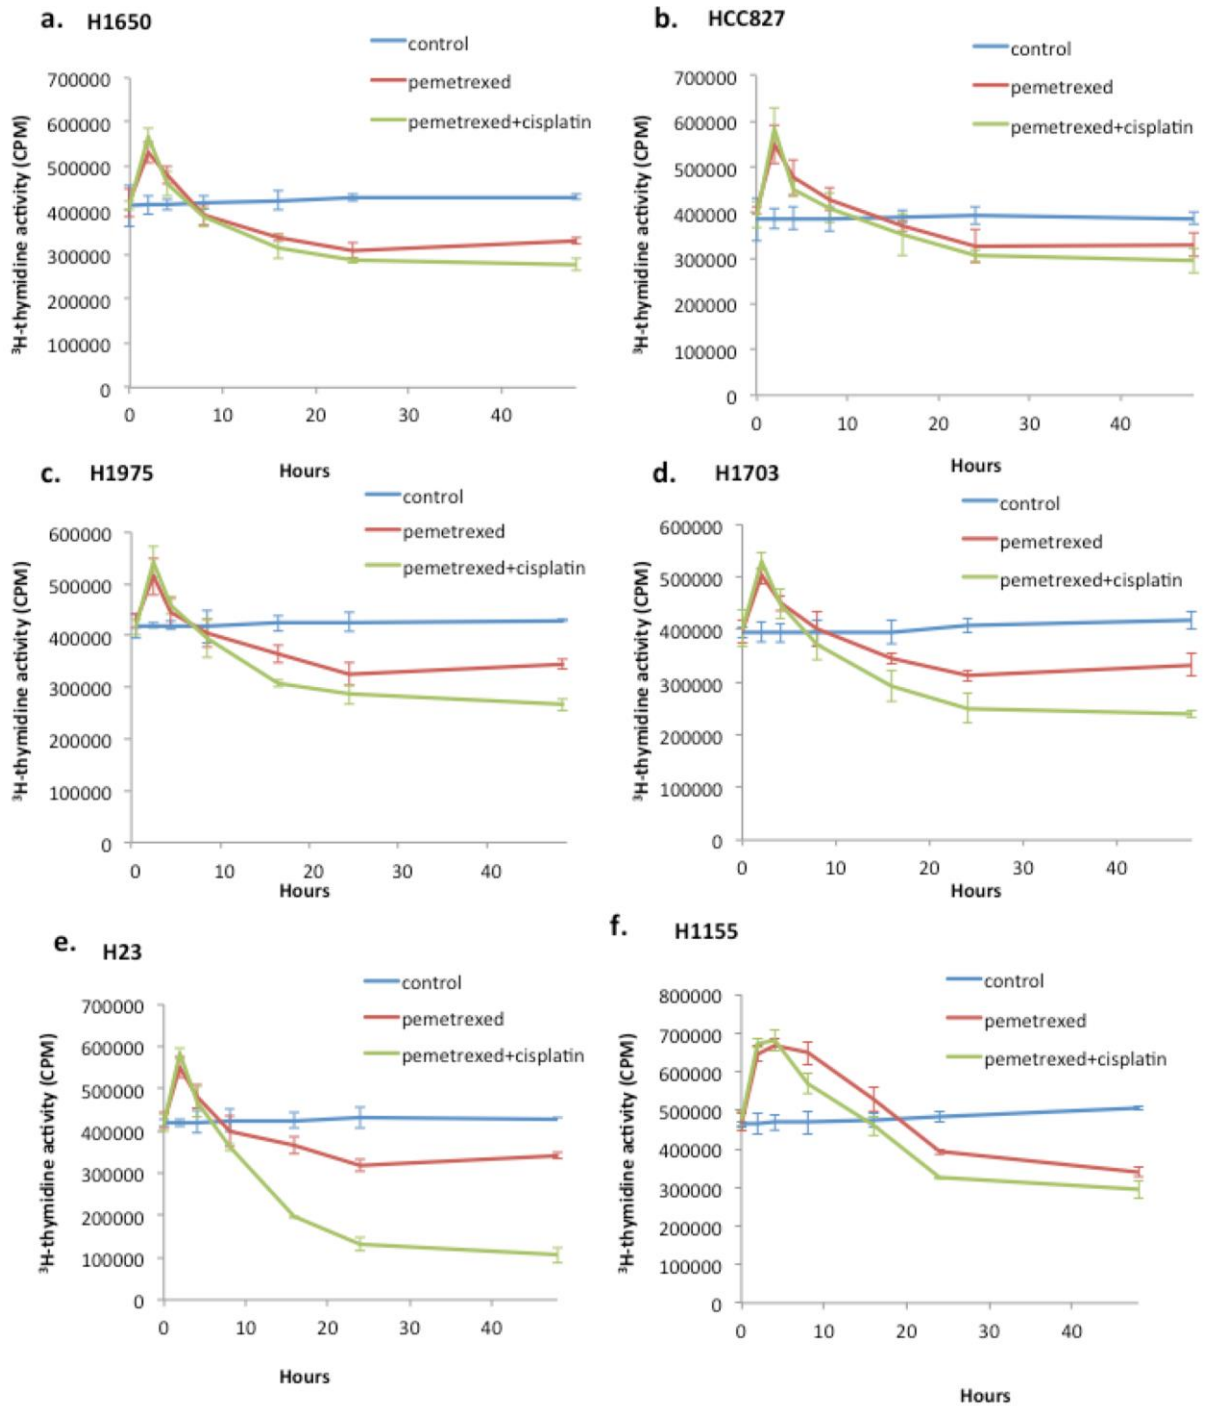 a. H1650
control
pemetrexed
pemetrexed+cisplatin
³H-thymidine activity (CPM)
700000
600000
500000
400000
300000
200000
100000
0
0 10 20 30 40
Hours
b. HCC827
control
pemetrexed
pemetrexed+cisplatin
³H-thymidine activity (CPM)
700000
600000
500000
400000
300000
200000
100000
0
0 10 20 30 40
Hours
c. H1975
control
pemetrexed
pemetrexed+cisplatin
³H-thymidine activity (CPM)
600000
500000
400000
300000
200000
100000
0
0 10 20 30 40
Hours
d. H1703
control
pemetrexed
pemetrexed+cisplatin
³H-thymidine activity (CPM)
600000
500000
400000
300000
200000
100000
0
0 10 20 30 40
Hours
e. H23
control
pemetrexed
pemetrexed+cisplatin
³H-thymidine activity (CPM)
700000
600000
500000
400000
300000
200000
100000
0
0 10 20 30 40
Hours
f. H1155
control
pemetrexed
pemetrexed+cisplatin
³H-thymidine activity (CPM)
800000
700000
600000
500000
400000
300000
200000
100000
0
0 10 20 30 40
Hours